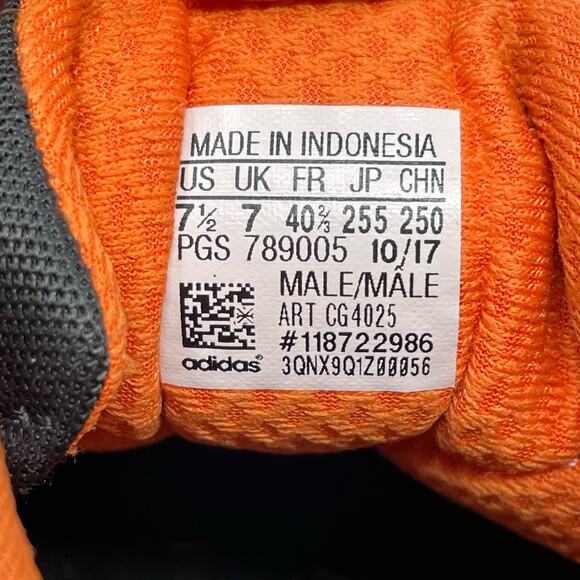 MADE IN INDONESIA
US UK FR JP CHN
7½ 7 40⅔ 255 250
PGS 789005 10/17
MALE/MÂLE
ART CG4025
#118722986
adidas® 3QNX9Q1Z00056